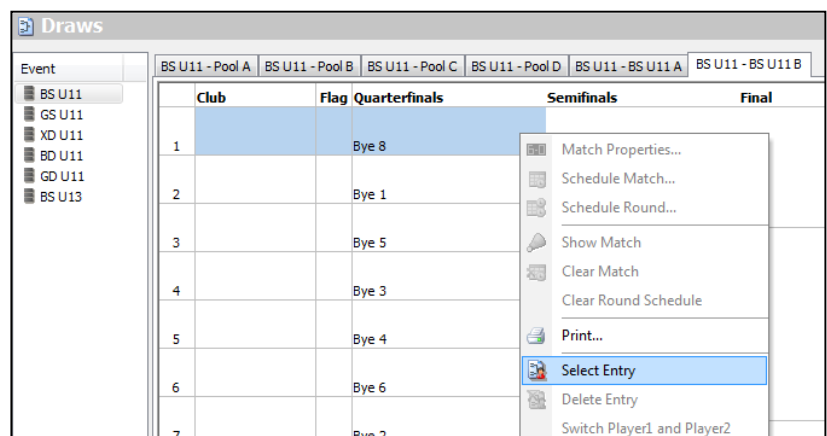 Draws
Event
BS U11
GS U11
XD U11
BD U11
GD U11
BS U13
BS U11 - Pool A BS U11 - Pool B BS U11 - Pool C BS U11 - Pool D BS U11 - BS U11 A BS U11 - BS U11 B
Club Flag Quarterfinals Semifinals Final
1 Bye 8
2 Bye 1
3 Bye 5
4 Bye 3
5 Bye 4
6 Bye 6
7 Bye 2
Match Properties...
Schedule Match...
Schedule Round...
Show Match
Clear Match
Clear Round Schedule
Print...
Select Entry
Delete Entry
Switch Player1 and Player2